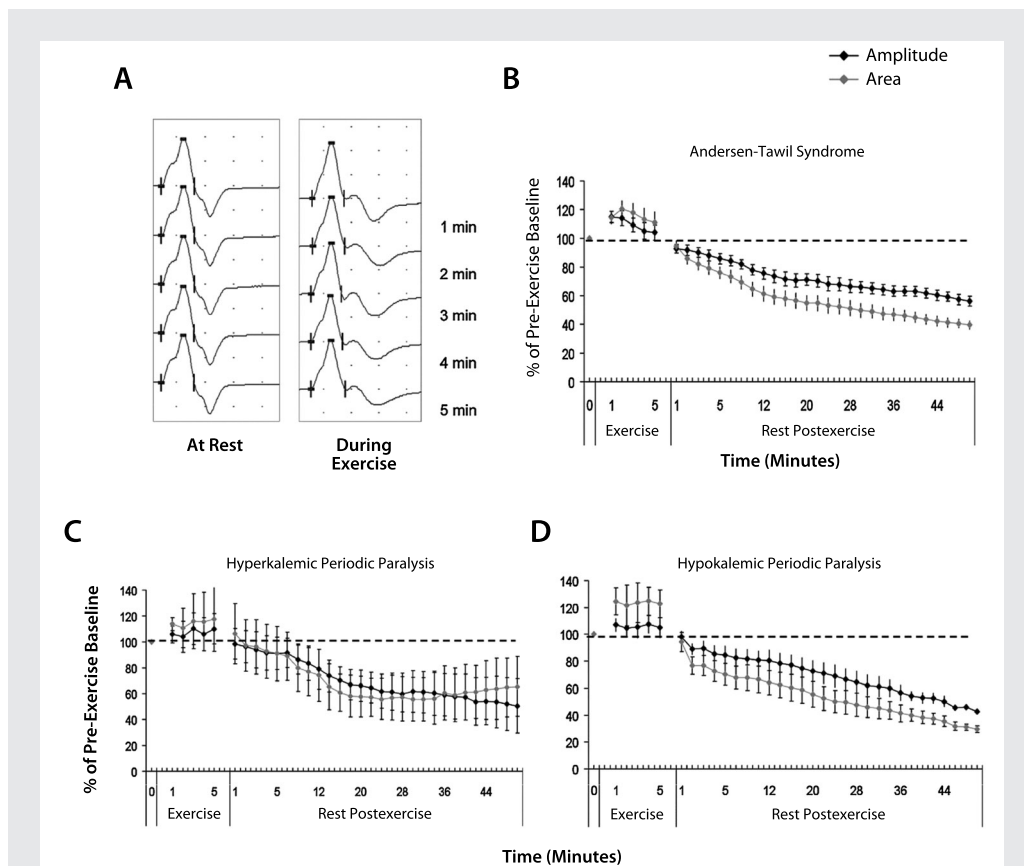 A
1 min
2 min
3 min
4 min
5 min
At Rest
During
Exercise
B
Amplitude
Area
Andersen-Tawil Syndrome
% of Pre-Exercise Baseline
140
120
100
80
60
40
20
0
0 1 5 1 5 12 20 28 36 44
Exercise Rest Postexercise
Time (Minutes)
C
Hyperkalemic Periodic Paralysis
% of Pre-Exercise Baseline
140
120
100
80
60
40
20
0
0 1 5 1 5 12 20 28 36 44
Exercise Rest Postexercise
D
Hypokalemic Periodic Paralysis
140
120
100
80
60
40
20
0
0 1 5 1 5 12 20 28 36 44
Exercise Rest Postexercise
Time (Minutes)